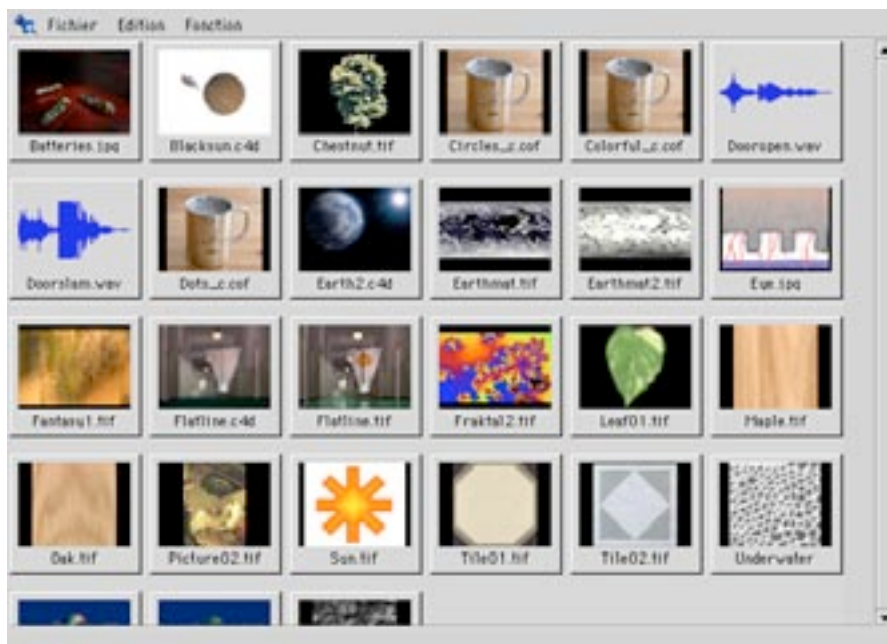 Fichier Edition Fonction
Batteries.jpg Blacksun.c4d Chestnut.tif Circles_c.cof Colorful_c.cof Dooropen.wav
Doorslam.wav Dots_c.cof Earth2.c4d Earthmat.tif Earthmat2.tif Eye.jpg
Fantasy1.tif Flatline.c4d Flatline.tif Fraktal2.tif Leaf01.tif Maple.tif
Oak.tif Picture02.tif Sun.tif Tile01.tif Tile02.tif Underwater